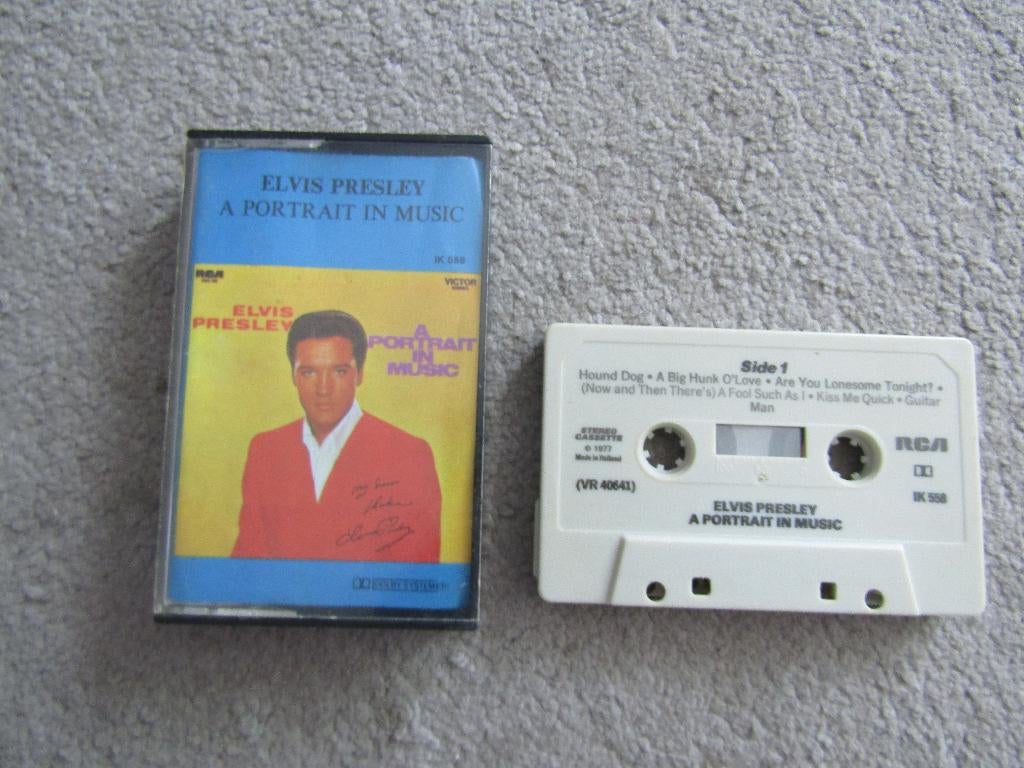 ELVIS PRESLEY
A PORTRAIT IN MUSIC
IK 558
RCA
VICTOR
ELVIS
PRESLEY
A
PORTRAIT
IN
MUSIC
DOLBY SYSTEM
Side 1
Hound Dog • A Big Hunk O'Love • Are You Lonesome Tonight? •
(Now and Then There's) A Fool Such As I • Kiss Me Quick • Guitar
Man
STEREO
CASSETTE
℗ 1977
Made in Holland
(VR 40641)
RCA
IK 558
ELVIS PRESLEY
A PORTRAIT IN MUSIC